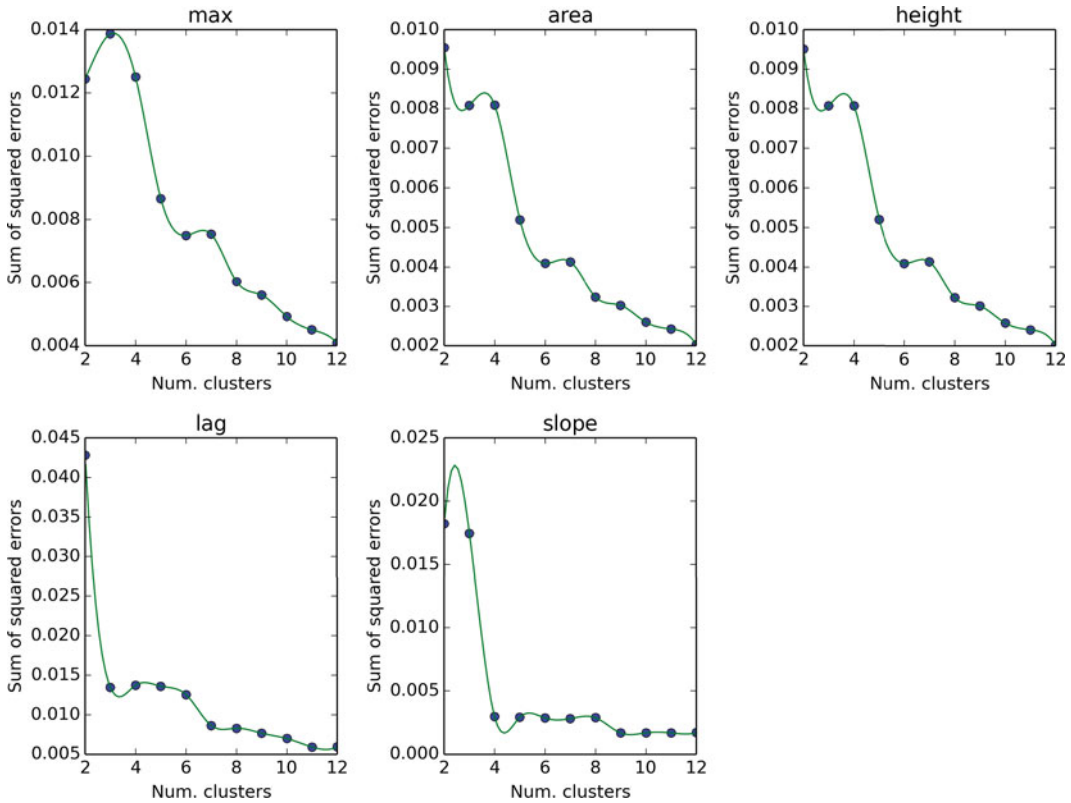 max
0.014
0.012
0.010
0.008
0.006
0.004
Sum of squared errors
2 4 6 8 10 12
Num. clusters
area
0.010
0.009
0.008
0.007
0.006
0.005
0.004
0.003
0.002
Sum of squared errors
2 4 6 8 10 12
Num. clusters
height
0.010
0.009
0.008
0.007
0.006
0.005
0.004
0.003
0.002
Sum of squared errors
2 4 6 8 10 12
Num. clusters
lag
0.045
0.040
0.035
0.030
0.025
0.020
0.015
0.010
0.005
Sum of squared errors
2 4 6 8 10 12
Num. clusters
slope
0.025
0.020
0.015
0.010
0.005
0.000
Sum of squared errors
2 4 6 8 10 12
Num. clusters